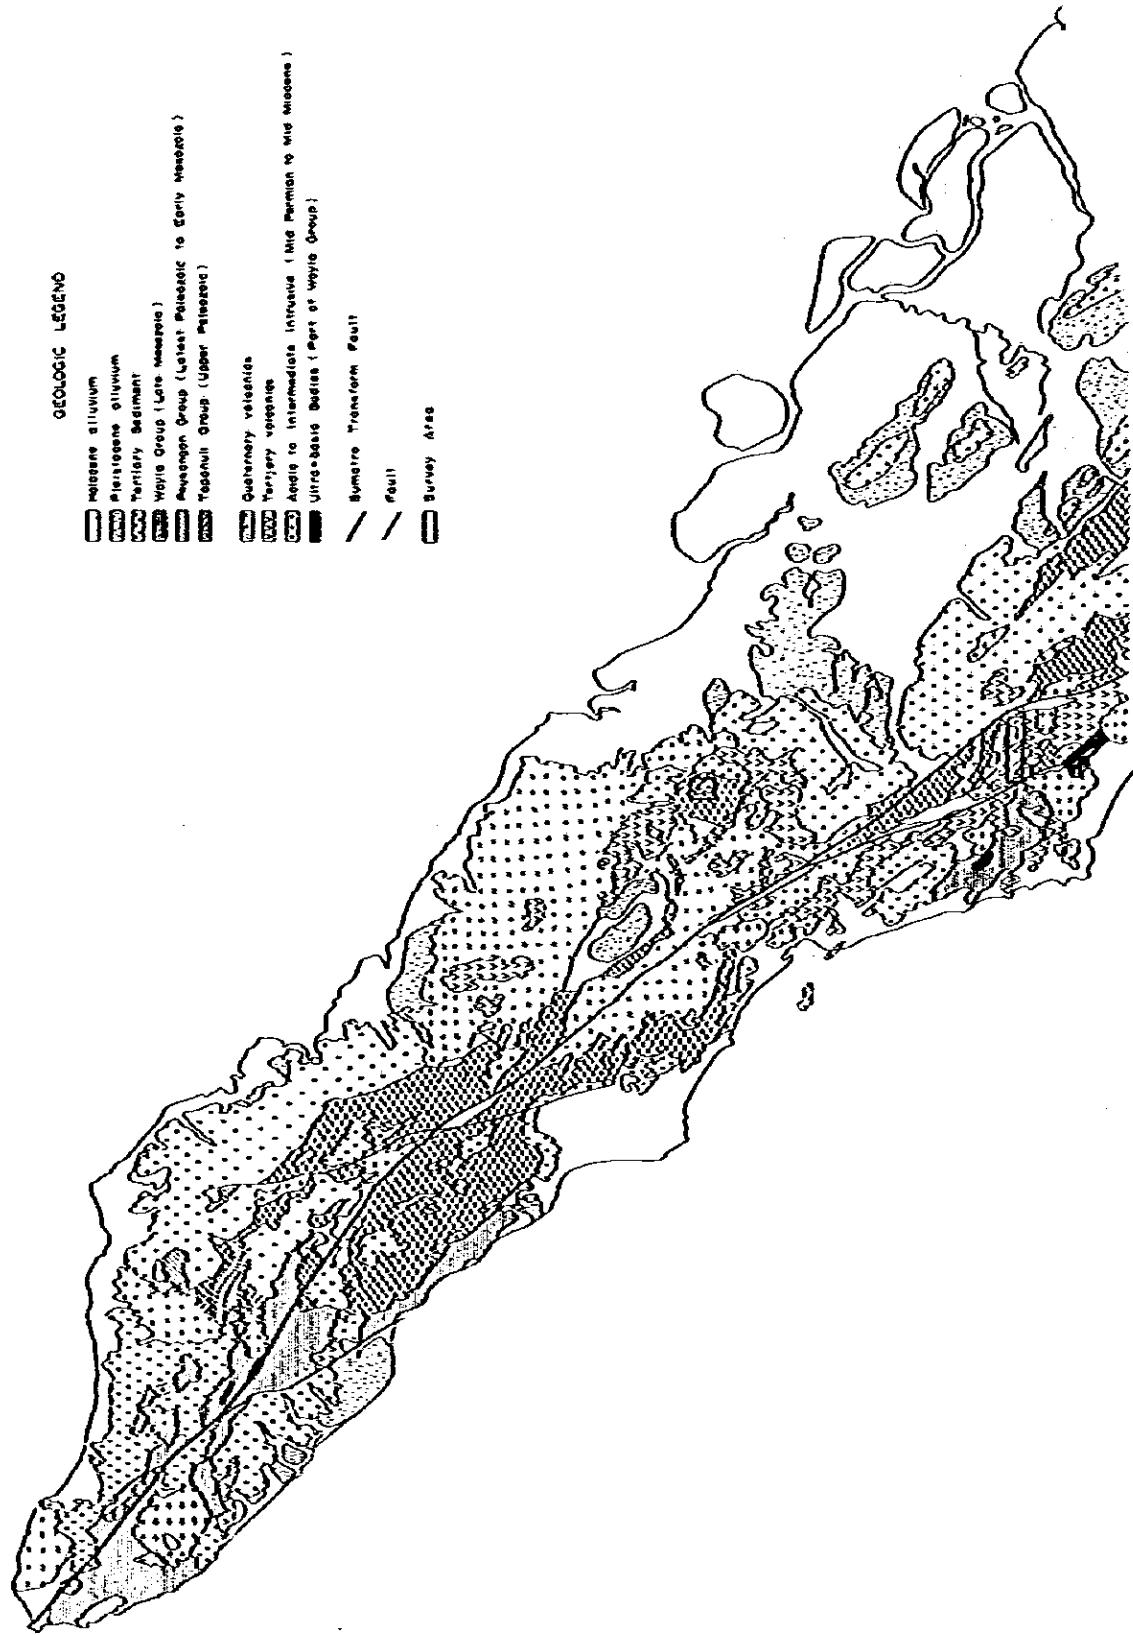 GEOLOGIC LEGEND
Holocene alluvium
Pleistocene alluvium
Tertiary Sediment
Woyla Group (Late Mesozoic)
Peusangan Group (Latest Paleozoic to Early Mesozoic)
Tapanuli Group (Upper Paleozoic)
Quaternary volcanics
Tertiary volcanics
Acidic to Intermediate Intrusive (Mid Permian to Mid Miocene)
Ultra-basic Bodies (Part of Woyla Group)
Sumatra Transform Fault
Fault
Survey Area